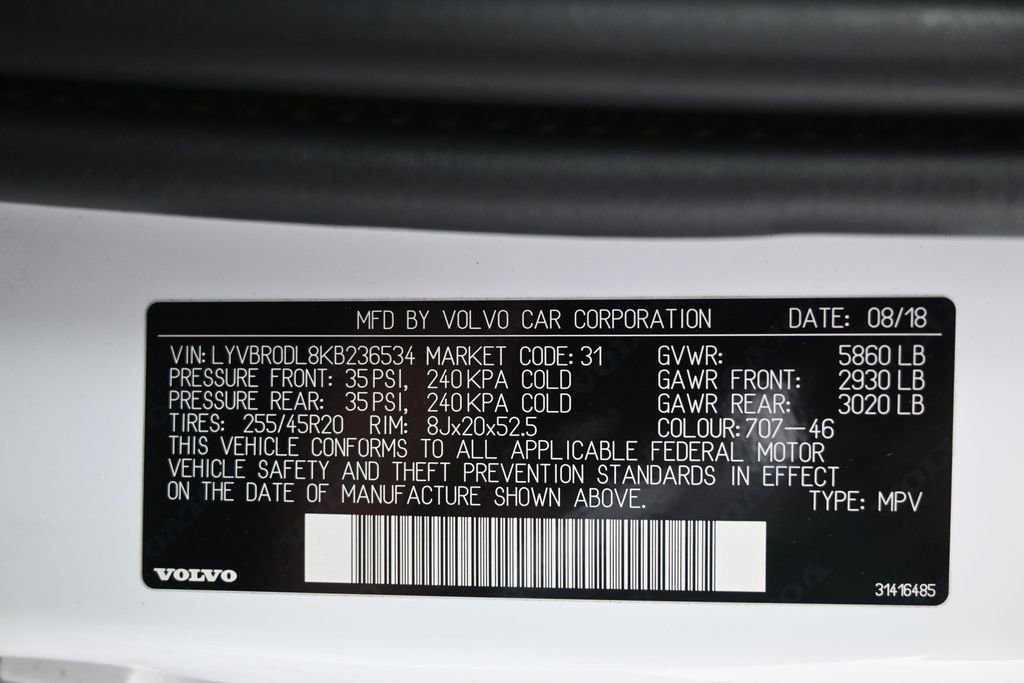 MFD BY VOLVO CAR CORPORATION DATE: 08/18
VIN: LYVBR0DL8KB236534 MARKET CODE: 31 GVWR: 5860 LB
PRESSURE FRONT: 35 PSI, 240 KPA COLD GAWR FRONT: 2930 LB
PRESSURE REAR: 35 PSI, 240 KPA COLD GAWR REAR: 3020 LB
TIRES: 255/45R20 RIM: 8Jx20x52.5 COLOUR: 707-46
THIS VEHICLE CONFORMS TO ALL APPLICABLE FEDERAL MOTOR
VEHICLE SAFETY AND THEFT PREVENTION STANDARDS IN EFFECT
ON THE DATE OF MANUFACTURE SHOWN ABOVE. TYPE: MPV
VOLVO
31416485